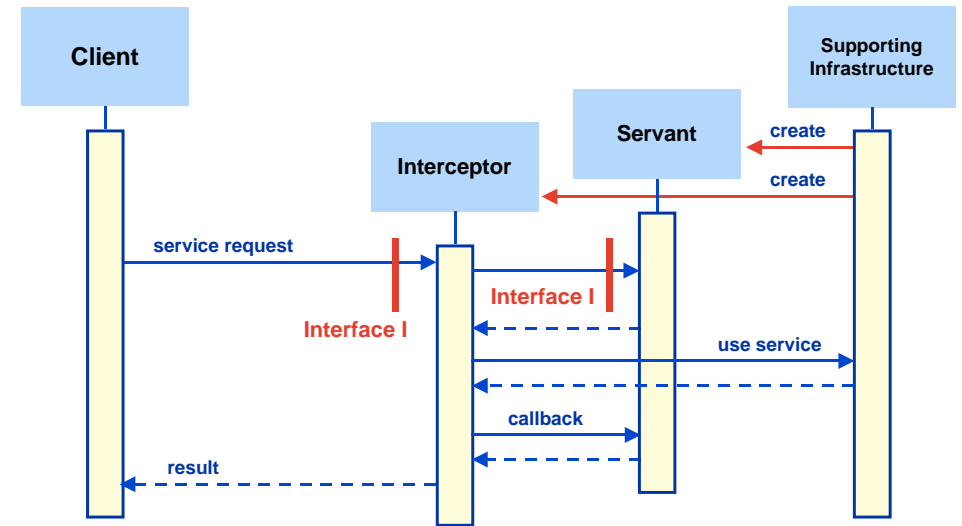 Client
Supporting
Infrastructure
Servant
create
Interceptor
create
service request
Interface I
Interface I
use service
callback
result